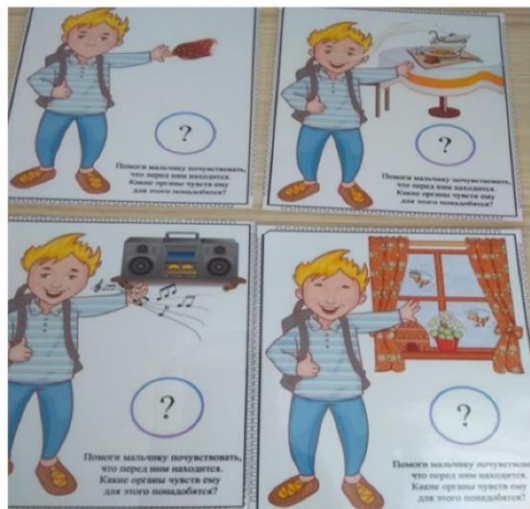 ?
Помоги мальчику почувствовать,
что перед ним находится.
Какие органы чувств ему
для этого понадобятся?
?
Помоги мальчику почувствовать,
что перед ним находится.
Какие органы чувств ему
для этого понадобятся?
?
Помоги мальчику почувствовать,
что перед ним находится.
Какие органы чувств ему
для этого понадобятся?
?
Помоги мальчику почувствова
что перед ним находится.
Какие органы чувств ему
для этого понадобятся?